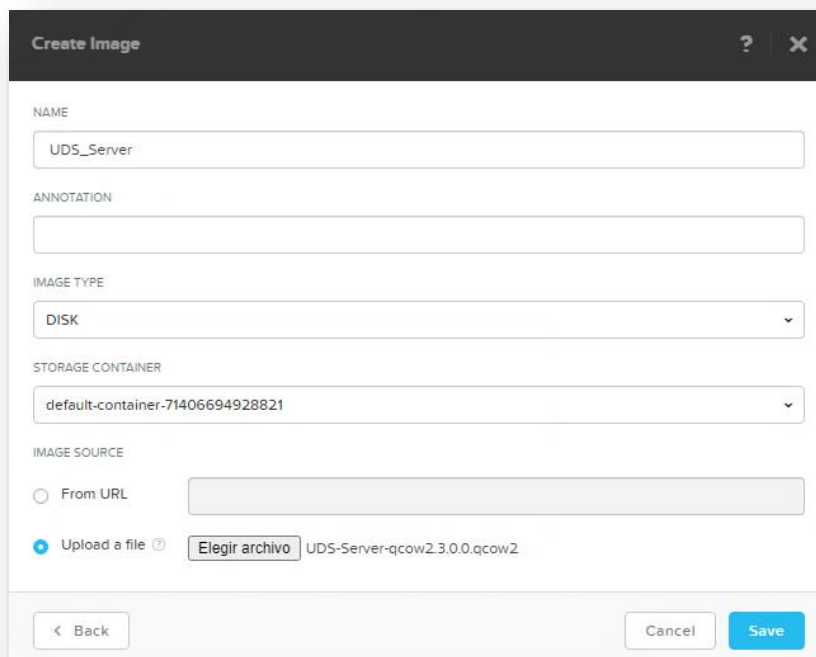 Create Image ? ×
NAME
UDS_Server
ANNOTATION
IMAGE TYPE
DISK
STORAGE CONTAINER
default-container-71406694928821
IMAGE SOURCE
From URL
Upload a file ? Elegir archivo UDS-Server-qcow2.3.0.0.qcow2
< Back Cancel Save